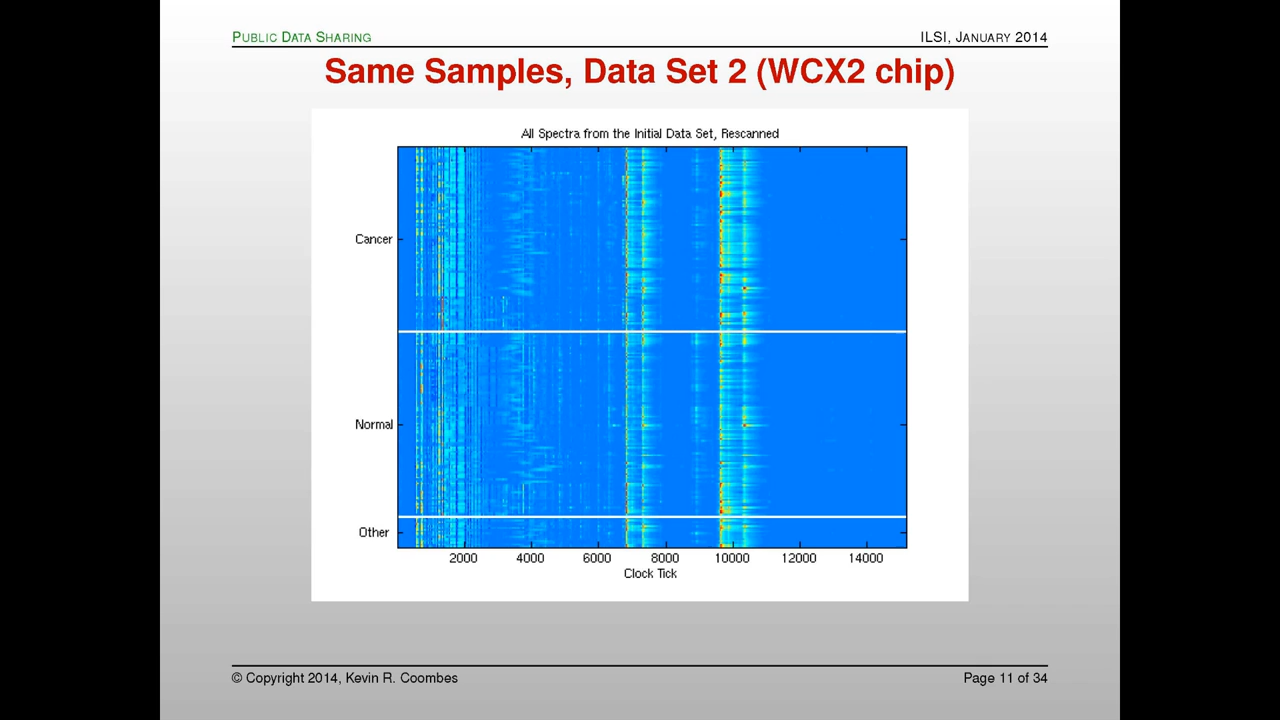 PUBLIC DATA SHARING
ILSI, JANUARY 2014
Same Samples, Data Set 2 (WCX2 chip)
All Spectra from the Initial Data Set, Rescanned
Cancer
Normal
Other
2000 4000 6000 8000 10000 12000 14000
Clock Tick
© Copyright 2014, Kevin R. Coombes
Page 11 of 34